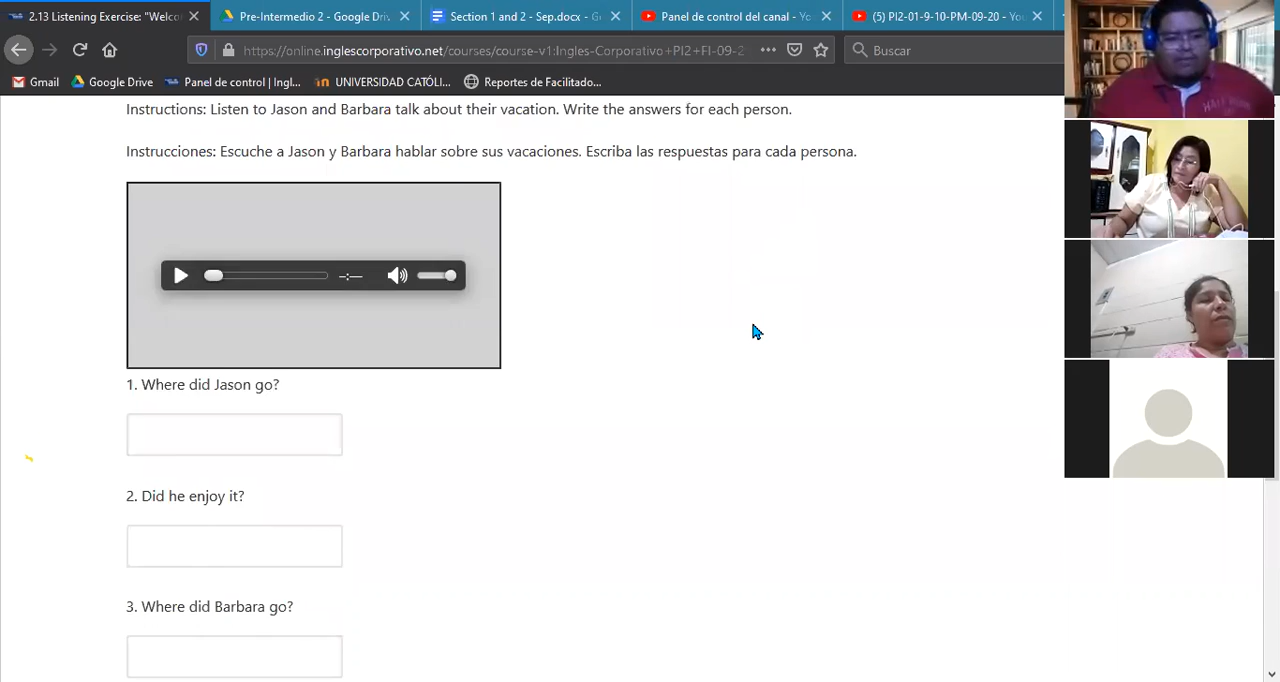 2.13 Listening Exercise: "Welco
Pre-Intermedio 2 - Google Driv
Section 1 and 2 - Sep.docx - G
Panel de control del canal - Yo
(5) PI2-01-9-10-PM-09-20 - You
https://online.inglescorporativo.net/courses/course-v1:Ingles-Corporativo+PI2+FI-09-2
Buscar
Gmail
Google Drive
Panel de control | Ingl...
UNIVERSIDAD CATÓLI...
Reportes de Facilitado...
Instructions: Listen to Jason and Barbara talk about their vacation. Write the answers for each person.
Instrucciones: Escuche a Jason y Barbara hablar sobre sus vacaciones. Escriba las respuestas para cada persona.
1. Where did Jason go?
2. Did he enjoy it?
3. Where did Barbara go?